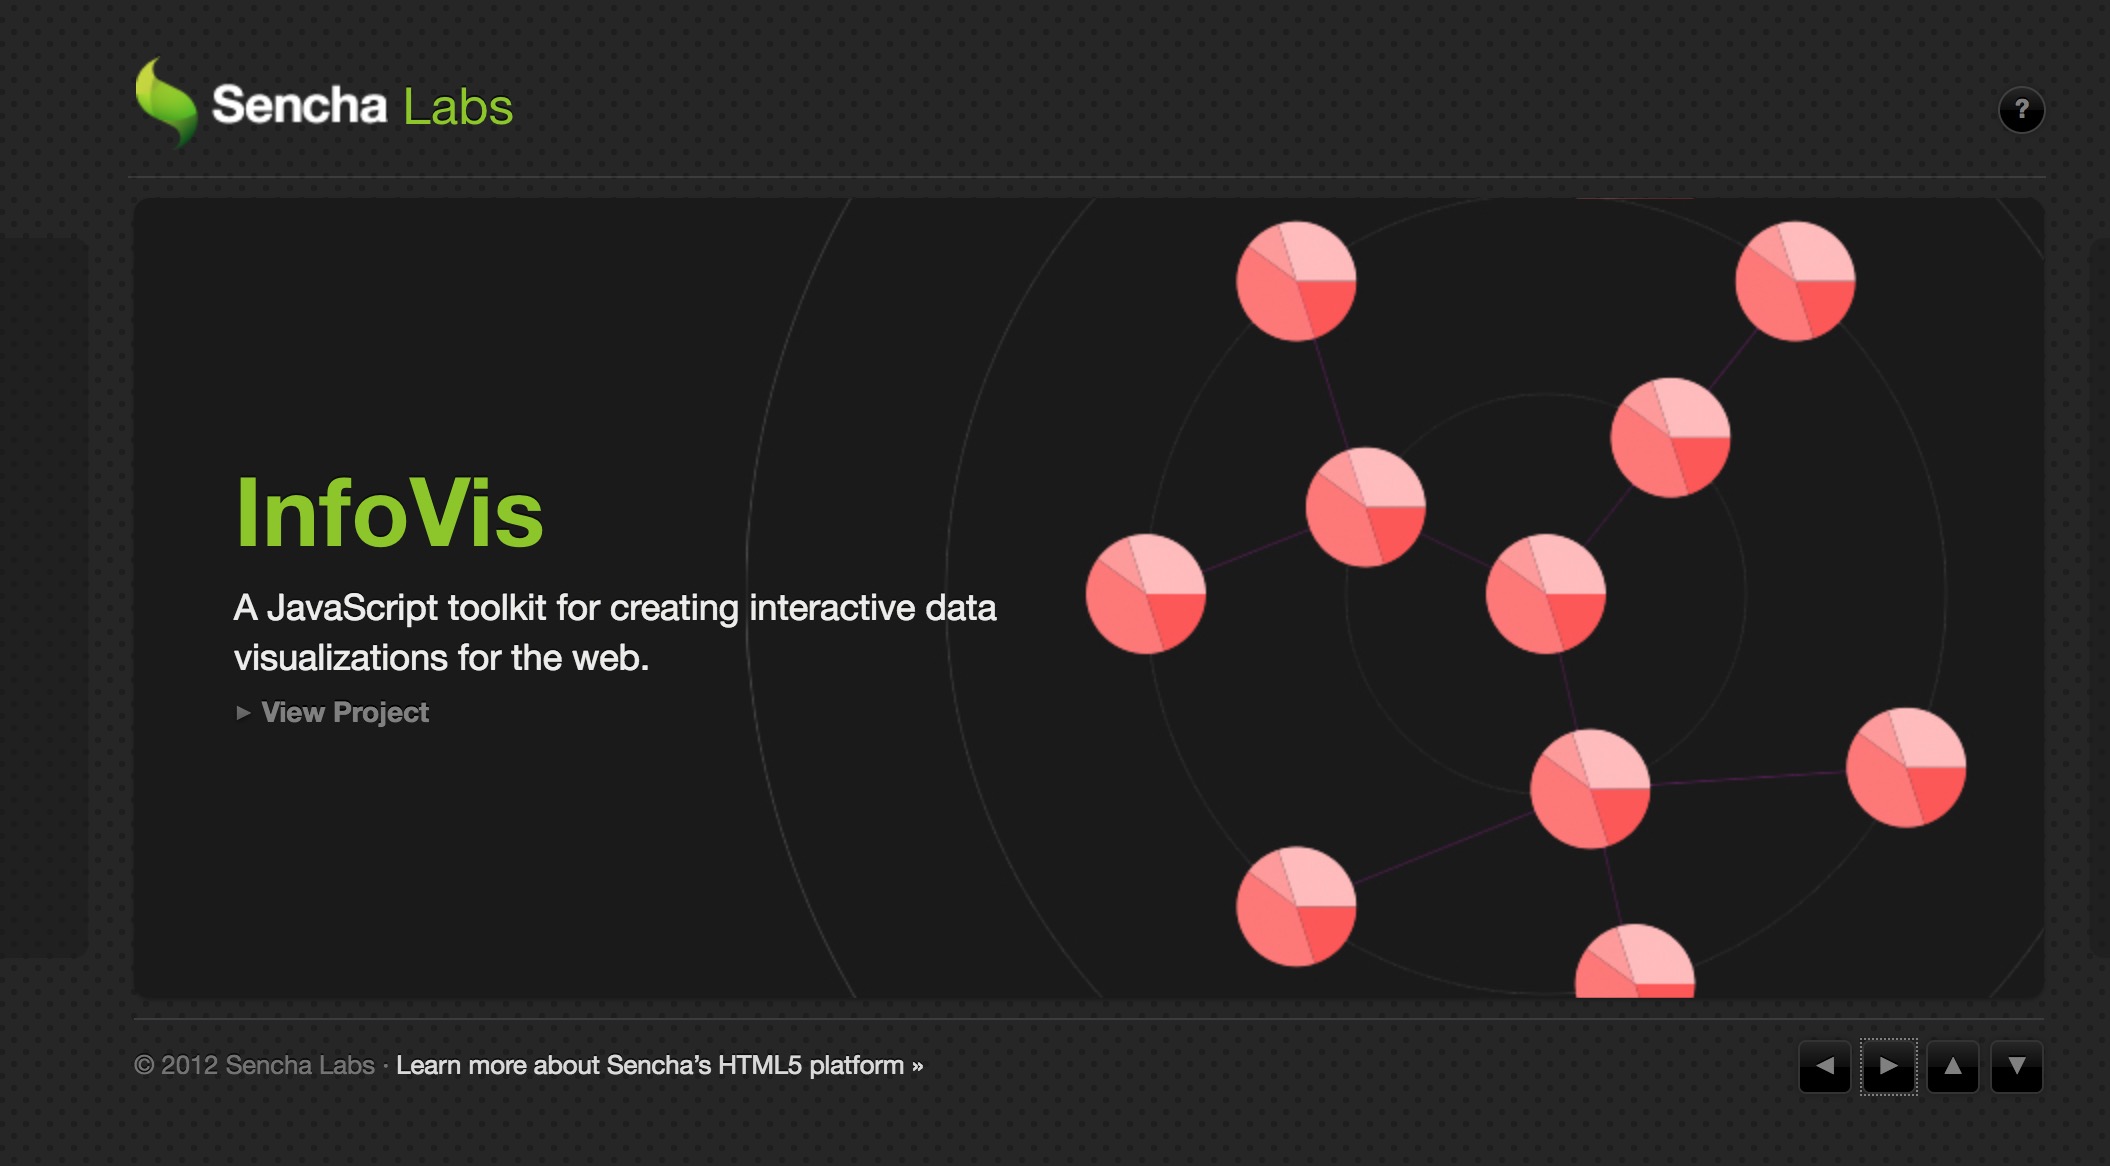 Sencha Labs
?
InfoVis
A JavaScript toolkit for creating interactive data
visualizations for the web.
► View Project
© 2012 Sencha Labs · Learn more about Sencha’s HTML5 platform »